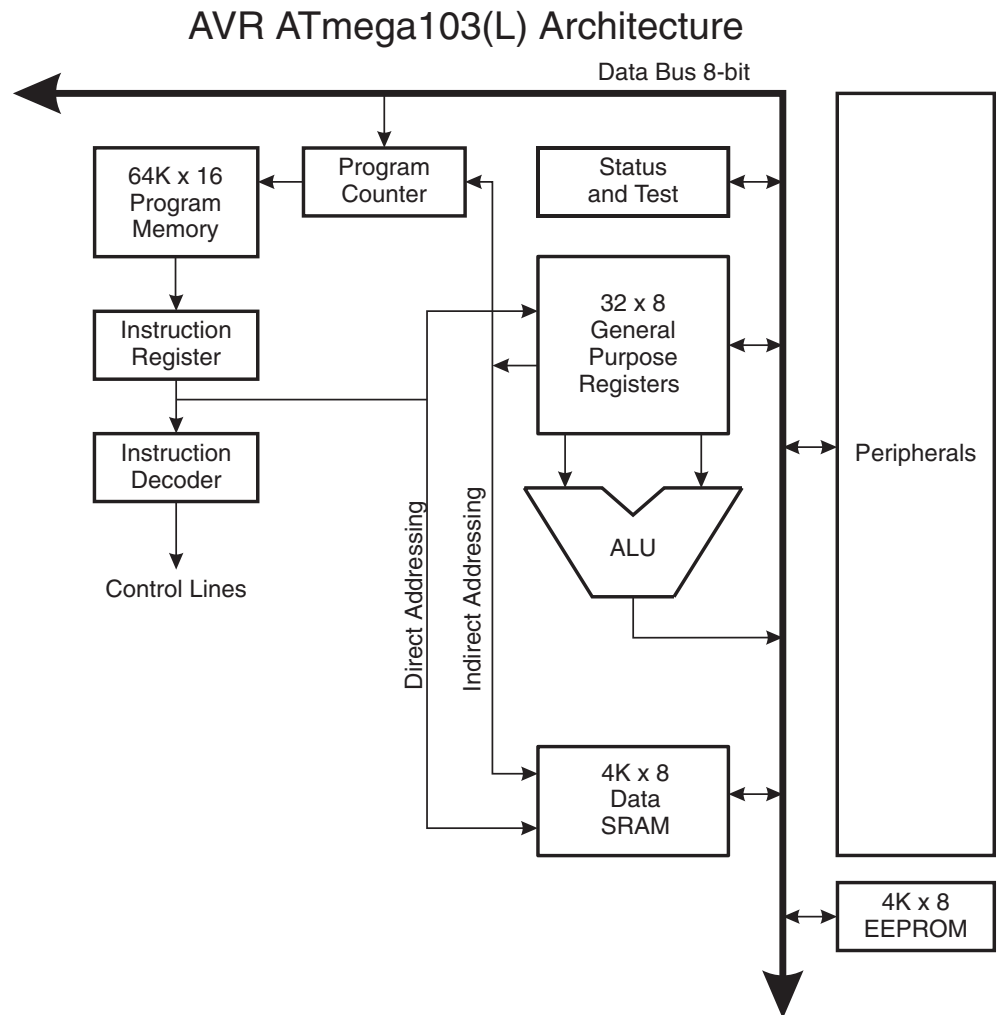 AVR ATmega103(L) Architecture
Data Bus 8-bit
64K x 16
Program
Memory
Program
Counter
Status
and Test
Instruction
Register
32 x 8
General
Purpose
Registers
Instruction
Decoder
Control Lines
Direct Addressing
Indirect Addressing
ALU
Peripherals
4K x 8
Data
SRAM
4K x 8
EEPROM